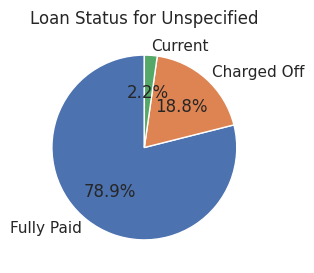 Loan Status for Unspecified
Current
Charged Off
2.2%
18.8%
78.9%
Fully Paid